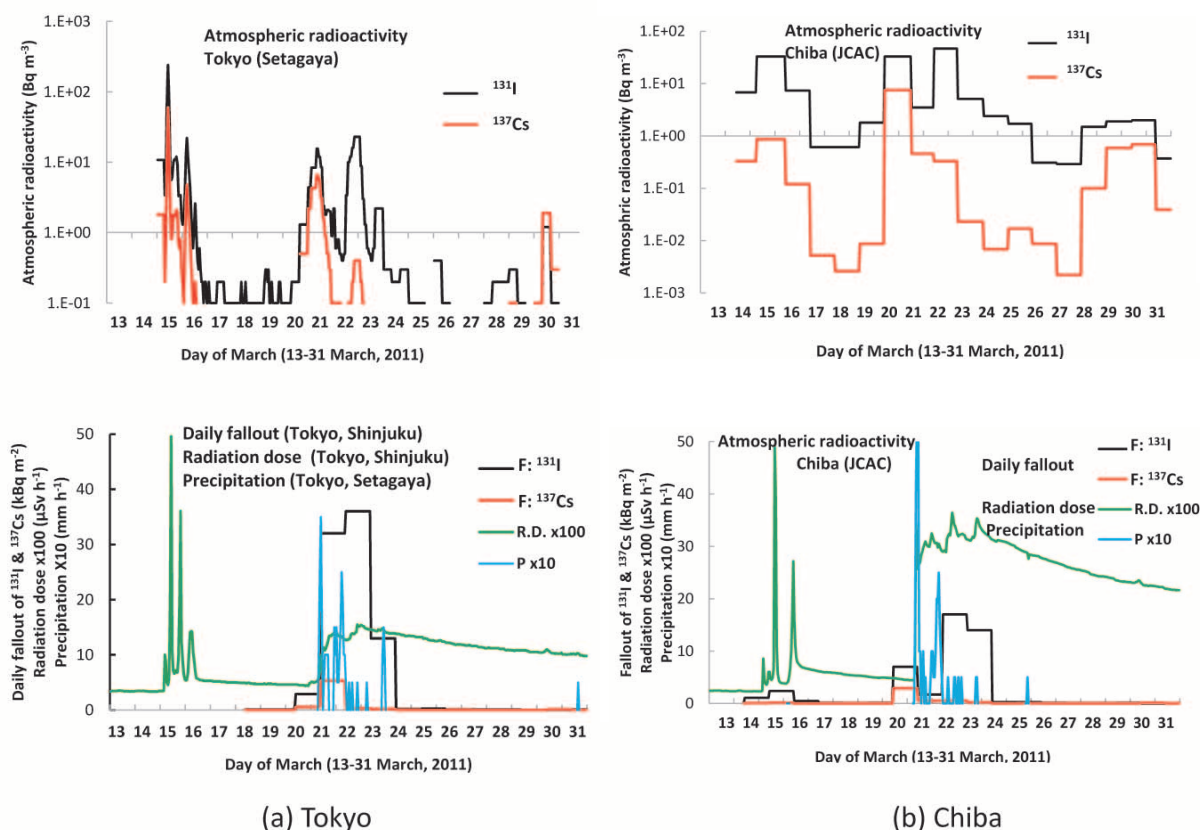 Atmospheric radioactivity
Tokyo (Setagaya)
¹³¹I
¹³⁷Cs
Atmospheric radioactivity (Bq m⁻³)
1.E+03
1.E+02
1.E+01
1.E+00
1.E-01
13 14 15 16 17 18 19 20 21 22 23 24 25 26 27 28 29 30 31
Day of March (13-31 March, 2011)
Atmospheric radioactivity
Chiba (JCAC)
¹³¹I
¹³⁷Cs
Atmosphric radioactivity (Bq m⁻³)
1.E+02
1.E+01
1.E+00
1.E-01
1.E-02
1.E-03
13 14 15 16 17 18 19 20 21 22 23 24 25 26 27 28 29 30 31
Day of March (13-31 March, 2011)
Daily fallout (Tokyo, Shinjuku)
Radiation dose (Tokyo, Shinjuku)
Precipitation (Tokyo, Setagaya)
F: ¹³¹I
F: ¹³⁷Cs
R.D. x100
P x10
Daily fallout of ¹³¹I & ¹³⁷Cs (kBq m⁻²)
Radiation dose x100 (µSv h⁻¹)
Precipitation X10 (mm h⁻¹)
50
40
30
20
10
0
13 14 15 16 17 18 19 20 21 22 23 24 25 26 27 28 29 30 31
Day of March (13-31 March, 2011)
(a) Tokyo
Atmospheric radioactivity
Chiba (JCAC)
Daily fallout
Radiation dose
Precipitation
F: ¹³¹I
F: ¹³⁷Cs
R.D. x100
P x10
Fallout of ¹³¹I & ¹³⁷Cs (kBq m⁻²)
Radiation dose x100 (µSv h⁻¹)
Precipitation X10 (mm h⁻¹)
50
40
30
20
10
0
13 14 15 16 17 18 19 20 21 22 23 24 25 26 27 28 29 30 31
Day of March (13-31 March, 2011)
(b) Chiba